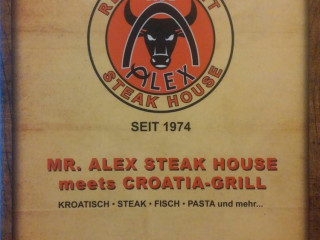 ALEX
STEAK HOUSE
SEIT 1974
MR. ALEX STEAK HOUSE
meets CROATIA-GRILL
KROATISCH • STEAK • FISCH • PASTA und mehr...